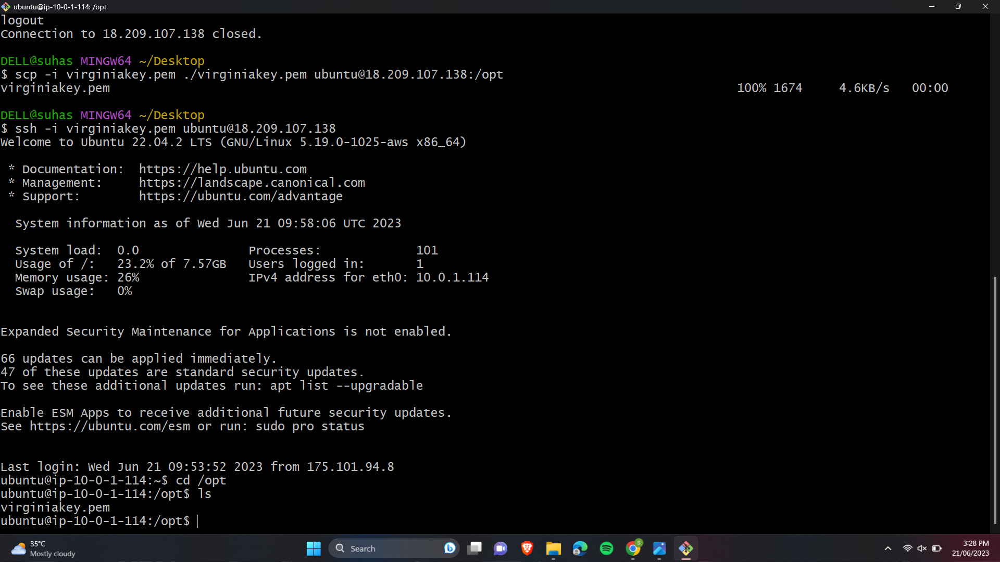 ubuntu@ip-10-0-1-114: /opt
logout
Connection to 18.209.107.138 closed.
DELL@suhas MINGW64 ~/Desktop
$ scp -i virginiakey.pem ./virginiakey.pem ubuntu@18.209.107.138:/opt
virginiakey.pem 100% 1674 4.6KB/s 00:00
DELL@suhas MINGW64 ~/Desktop
$ ssh -i virginiakey.pem ubuntu@18.209.107.138
Welcome to Ubuntu 22.04.2 LTS (GNU/Linux 5.19.0-1025-aws x86_64)
* Documentation: https://help.ubuntu.com
* Management: https://landscape.canonical.com
* Support: https://ubuntu.com/advantage
System information as of Wed Jun 21 09:58:06 UTC 2023
System load: 0.0 Processes: 101
Usage of /: 23.2% of 7.57GB Users logged in: 1
Memory usage: 26% IPv4 address for eth0: 10.0.1.114
Swap usage: 0%
Expanded Security Maintenance for Applications is not enabled.
66 updates can be applied immediately.
47 of these updates are standard security updates.
To see these additional updates run: apt list --upgradable
Enable ESM Apps to receive additional future security updates.
See https://ubuntu.com/esm or run: sudo pro status
Last login: Wed Jun 21 09:53:52 2023 from 175.101.94.8
ubuntu@ip-10-0-1-114:~$ cd /opt
ubuntu@ip-10-0-1-114:/opt$ ls
virginiakey.pem
ubuntu@ip-10-0-1-114:/opt$
35°C
Mostly cloudy
Search
S
3:28 PM
21/06/2023